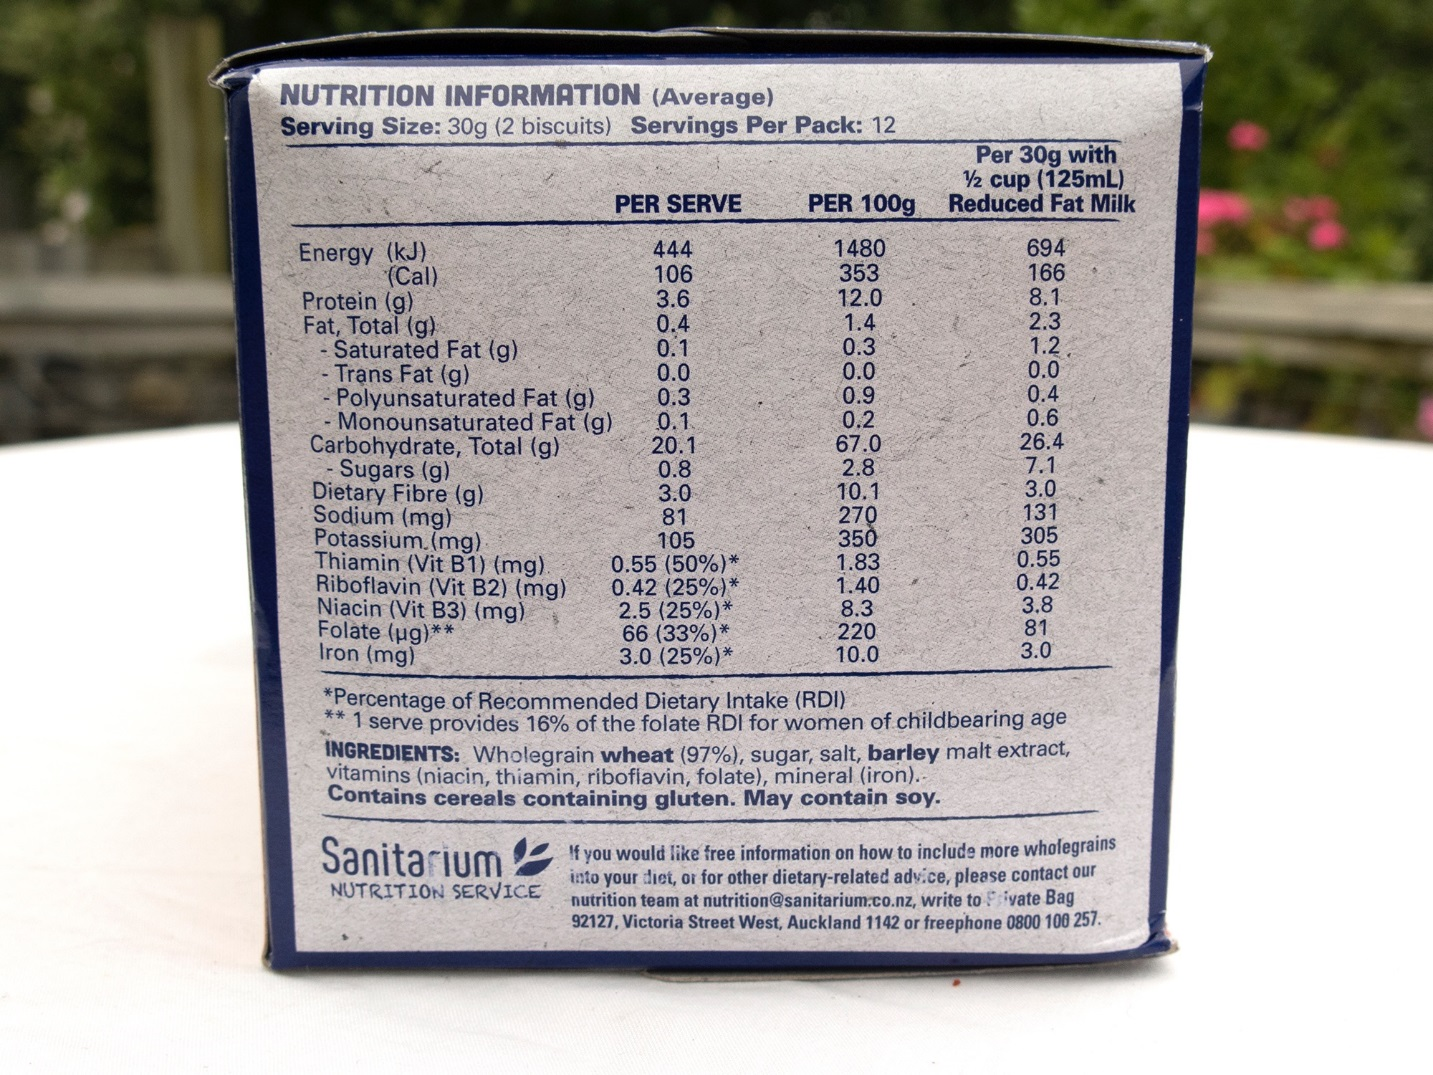 NUTRITION INFORMATION (Average)
Serving Size: 30g (2 biscuits) Servings Per Pack: 12
Per 30g with
½ cup (125mL)
PER SERVE PER 100g Reduced Fat Milk
Energy (kJ) 444 1480 694
(Cal) 106 353 166
Protein (g) 3.6 12.0 8.1
Fat, Total (g) 0.4 1.4 2.3
- Saturated Fat (g) 0.1 0.3 1.2
- Trans Fat (g) 0.0 0.0 0.0
- Polyunsaturated Fat (g) 0.3 0.9 0.4
- Monounsaturated Fat (g) 0.1 0.2 0.6
Carbohydrate, Total (g) 20.1 67.0 26.4
- Sugars (g) 0.8 2.8 7.1
Dietary Fibre (g) 3.0 10.1 3.0
Sodium (mg) 81 270 131
Potassium (mg) 105 350 305
Thiamin (Vit B1) (mg) 0.55 (50%)* 1.83 0.55
Riboflavin (Vit B2) (mg) 0.42 (25%)* 1.40 0.42
Niacin (Vit B3) (mg) 2.5 (25%)* 8.3 3.8
Folate (µg)** 66 (33%)* 220 81
Iron (mg) 3.0 (25%)* 10.0 3.0
*Percentage of Recommended Dietary Intake (RDI)
** 1 serve provides 16% of the folate RDI for women of childbearing age
INGREDIENTS: Wholegrain wheat (97%), sugar, salt, barley malt extract,
vitamins (niacin, thiamin, riboflavin, folate), mineral (iron).
Contains cereals containing gluten. May contain soy.
Sanitarium
NUTRITION SERVICE
If you would like free information on how to include more wholegrains
into your diet, or for other dietary-related advice, please contact our
nutrition team at nutrition@sanitarium.co.nz, write to Private Bag
92127, Victoria Street West, Auckland 1142 or freephone 0800 100 257.